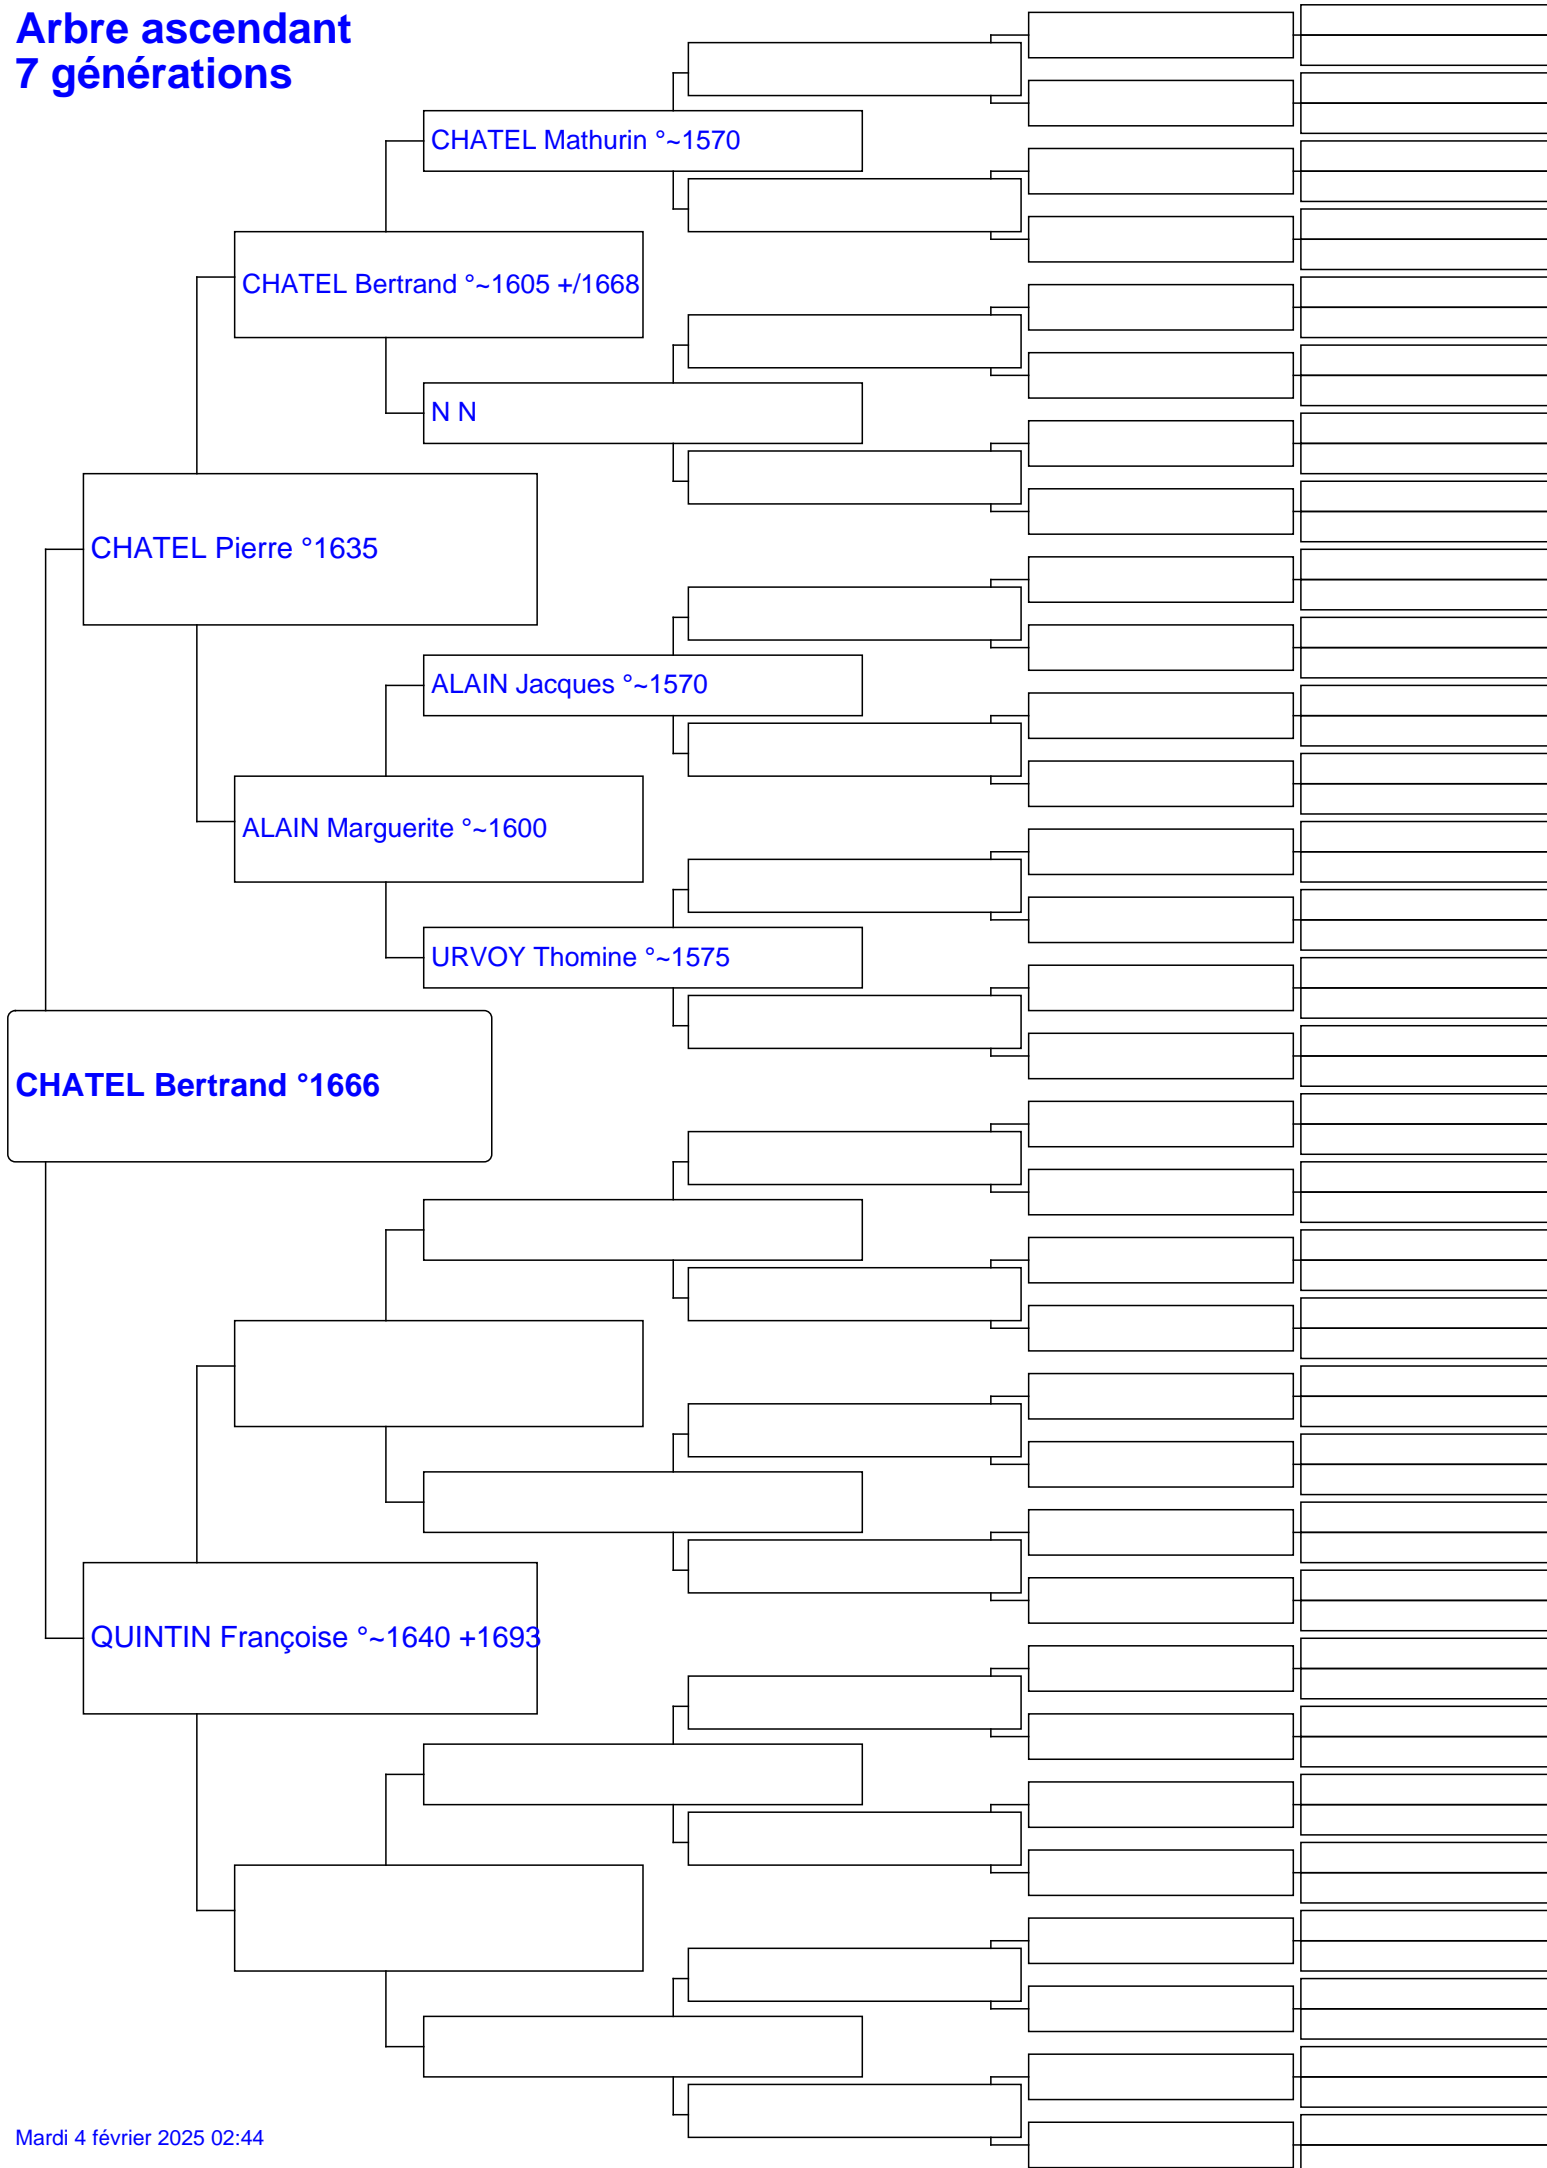 Arbre ascendant
7 générations
CHATEL Mathurin °~1570
CHATEL Bertrand °~1605 +/1668
N N
CHATEL Pierre °1635
ALAIN Jacques °~1570
ALAIN Marguerite °~1600
URVOY Thomine °~1575
CHATEL Bertrand °1666
QUINTIN Françoise °~1640 +1693
Mardi 4 février 2025 02:44